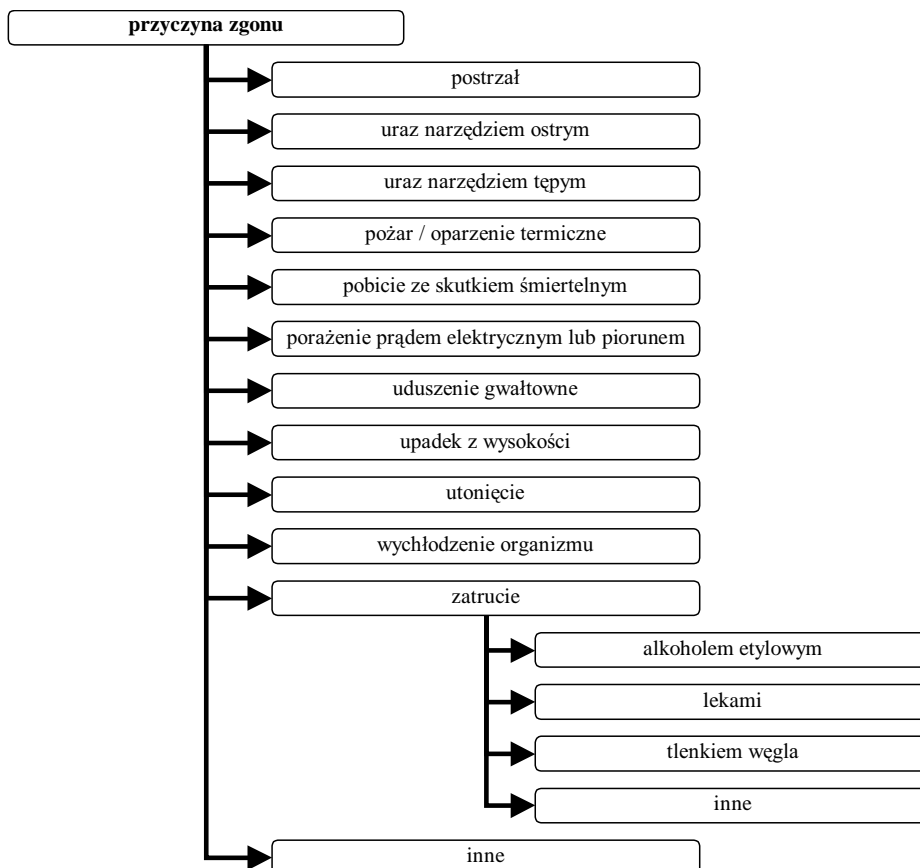 przyczyna zgonu
postrzał
uraz narzędziem ostrym
uraz narzędziem tępym
pożar / oparzenie termiczne
pobicie ze skutkiem śmiertelnym
porażenie prądem elektrycznym lub piorunem
uduszenie gwałtowne
upadek z wysokości
utonięcie
wychłodzenie organizmu
zatrucie
alkoholem etylowym
lekami
tlenkiem węgla
inne
inne